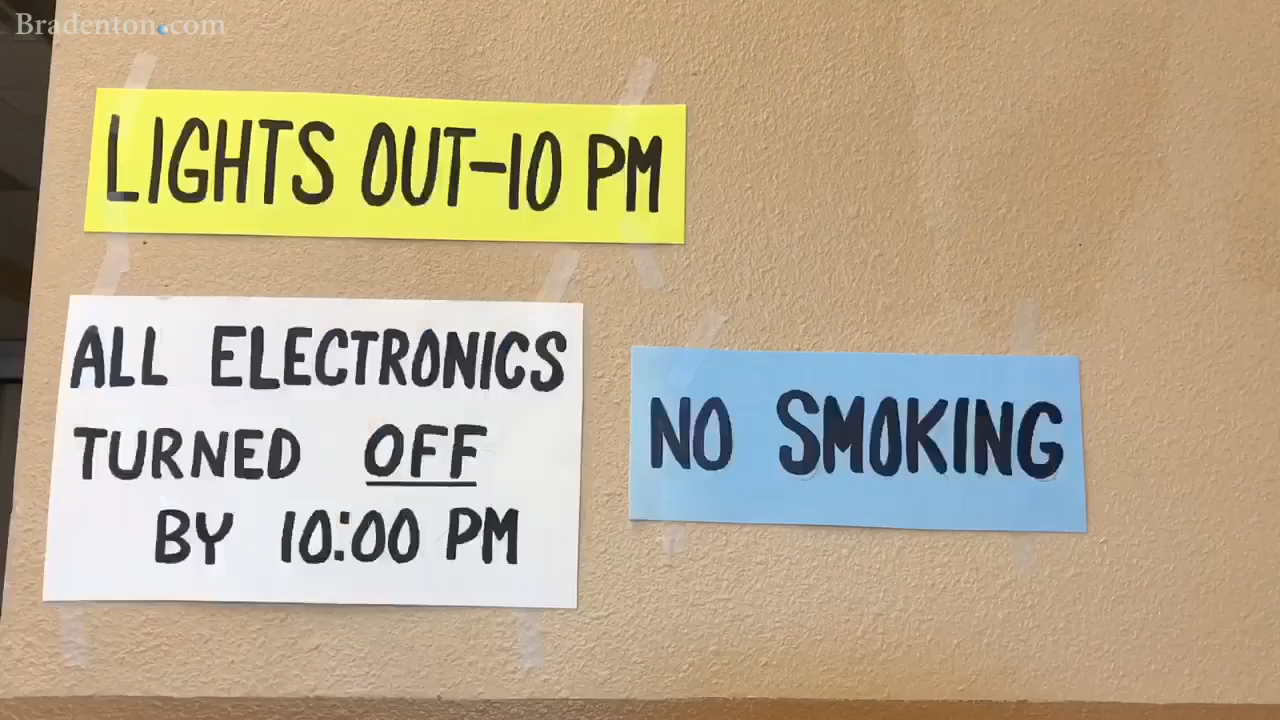 Bradenton.com
LIGHTS OUT-10 PM
ALL ELECTRONICS
TURNED OFF
BY 10:00 PM
NO SMOKING